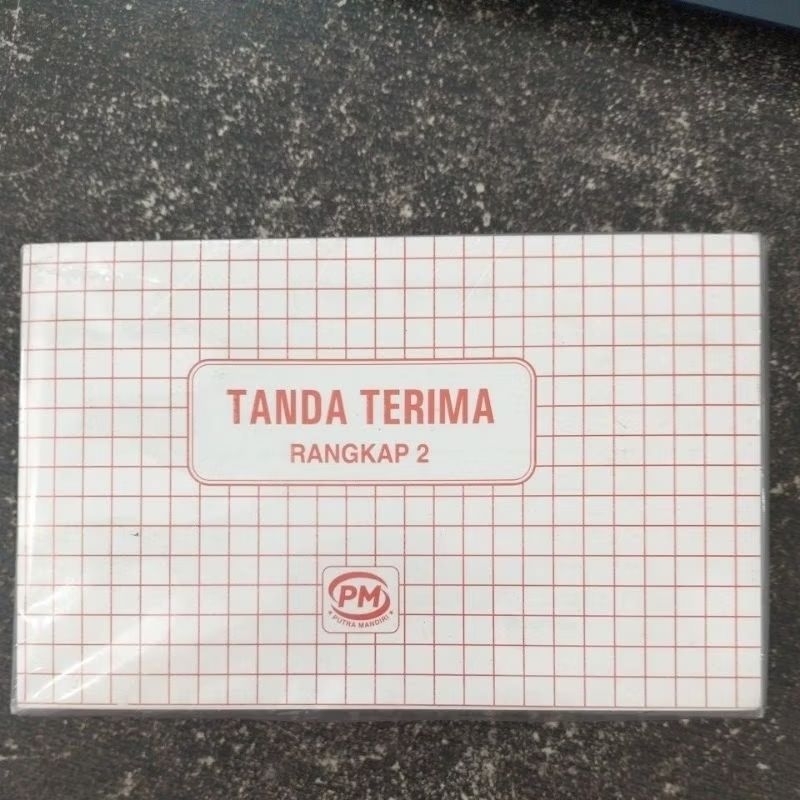 TANDA TERIMA
RANGKAP 2
PM
★ PUTRA MANDIRI ★